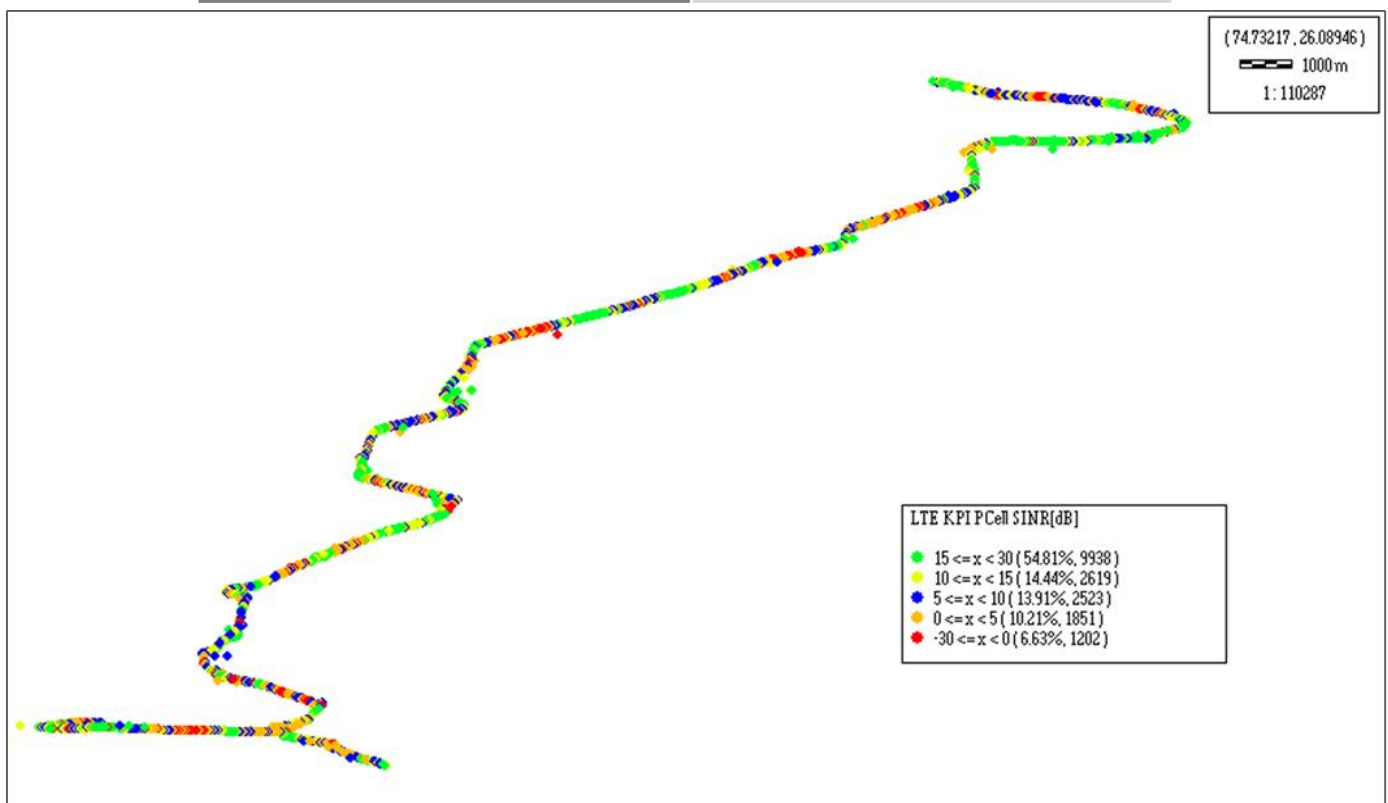 (74.73217, 26.08946)
1000 m
1: 110287
LTE KPI PCell SINR[dB]
15 <=x < 30 ( 54.81%, 9938)
10 <=x < 15 ( 14.44%, 2619)
5 <=x < 10 ( 13.91%, 2523)
0 <=x < 5 ( 10.21%, 1851)
-30 <=x < 0 ( 6.63%, 1202)